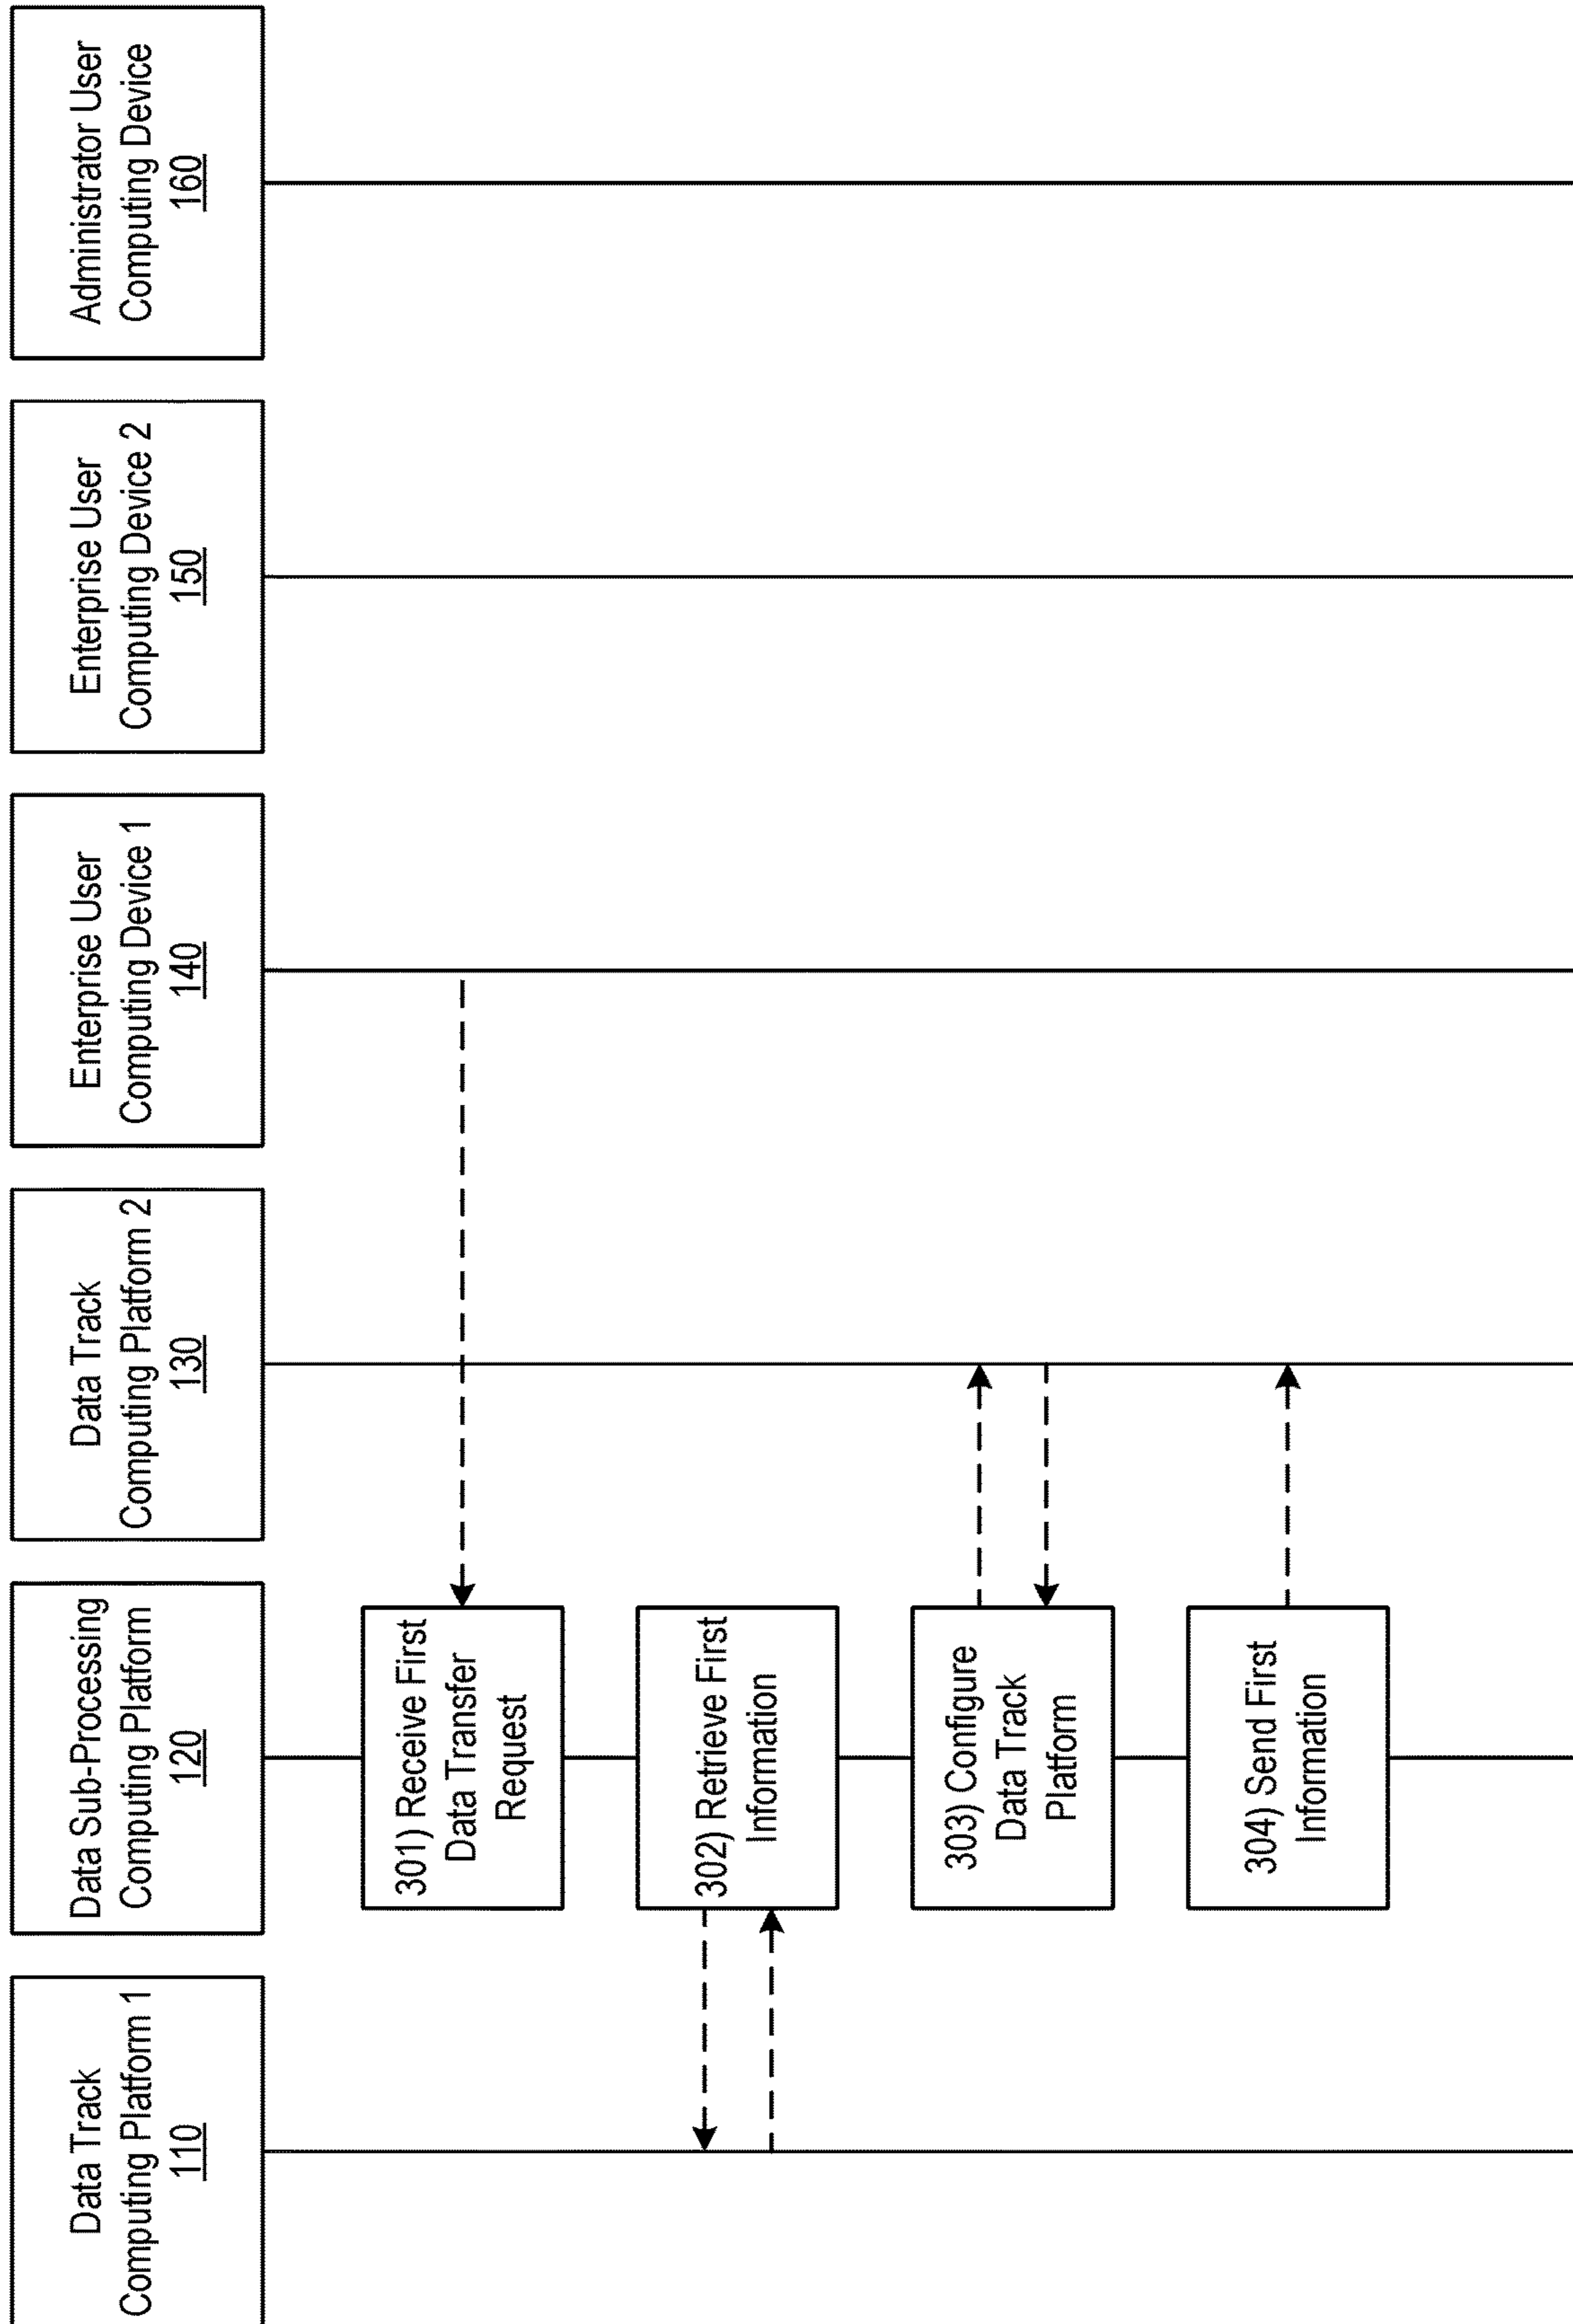 Data Track
Computing Platform 1
110
Data Sub-Processing
Computing Platform
120
Data Track
Computing Platform 2
130
Enterprise User
Computing Device 1
140
Enterprise User
Computing Device 2
150
Administrator User
Computing Device
160
301) Receive First
Data Transfer
Request
302) Retrieve First
Information
303) Configure
Data Track
Platform
304) Send First
Information